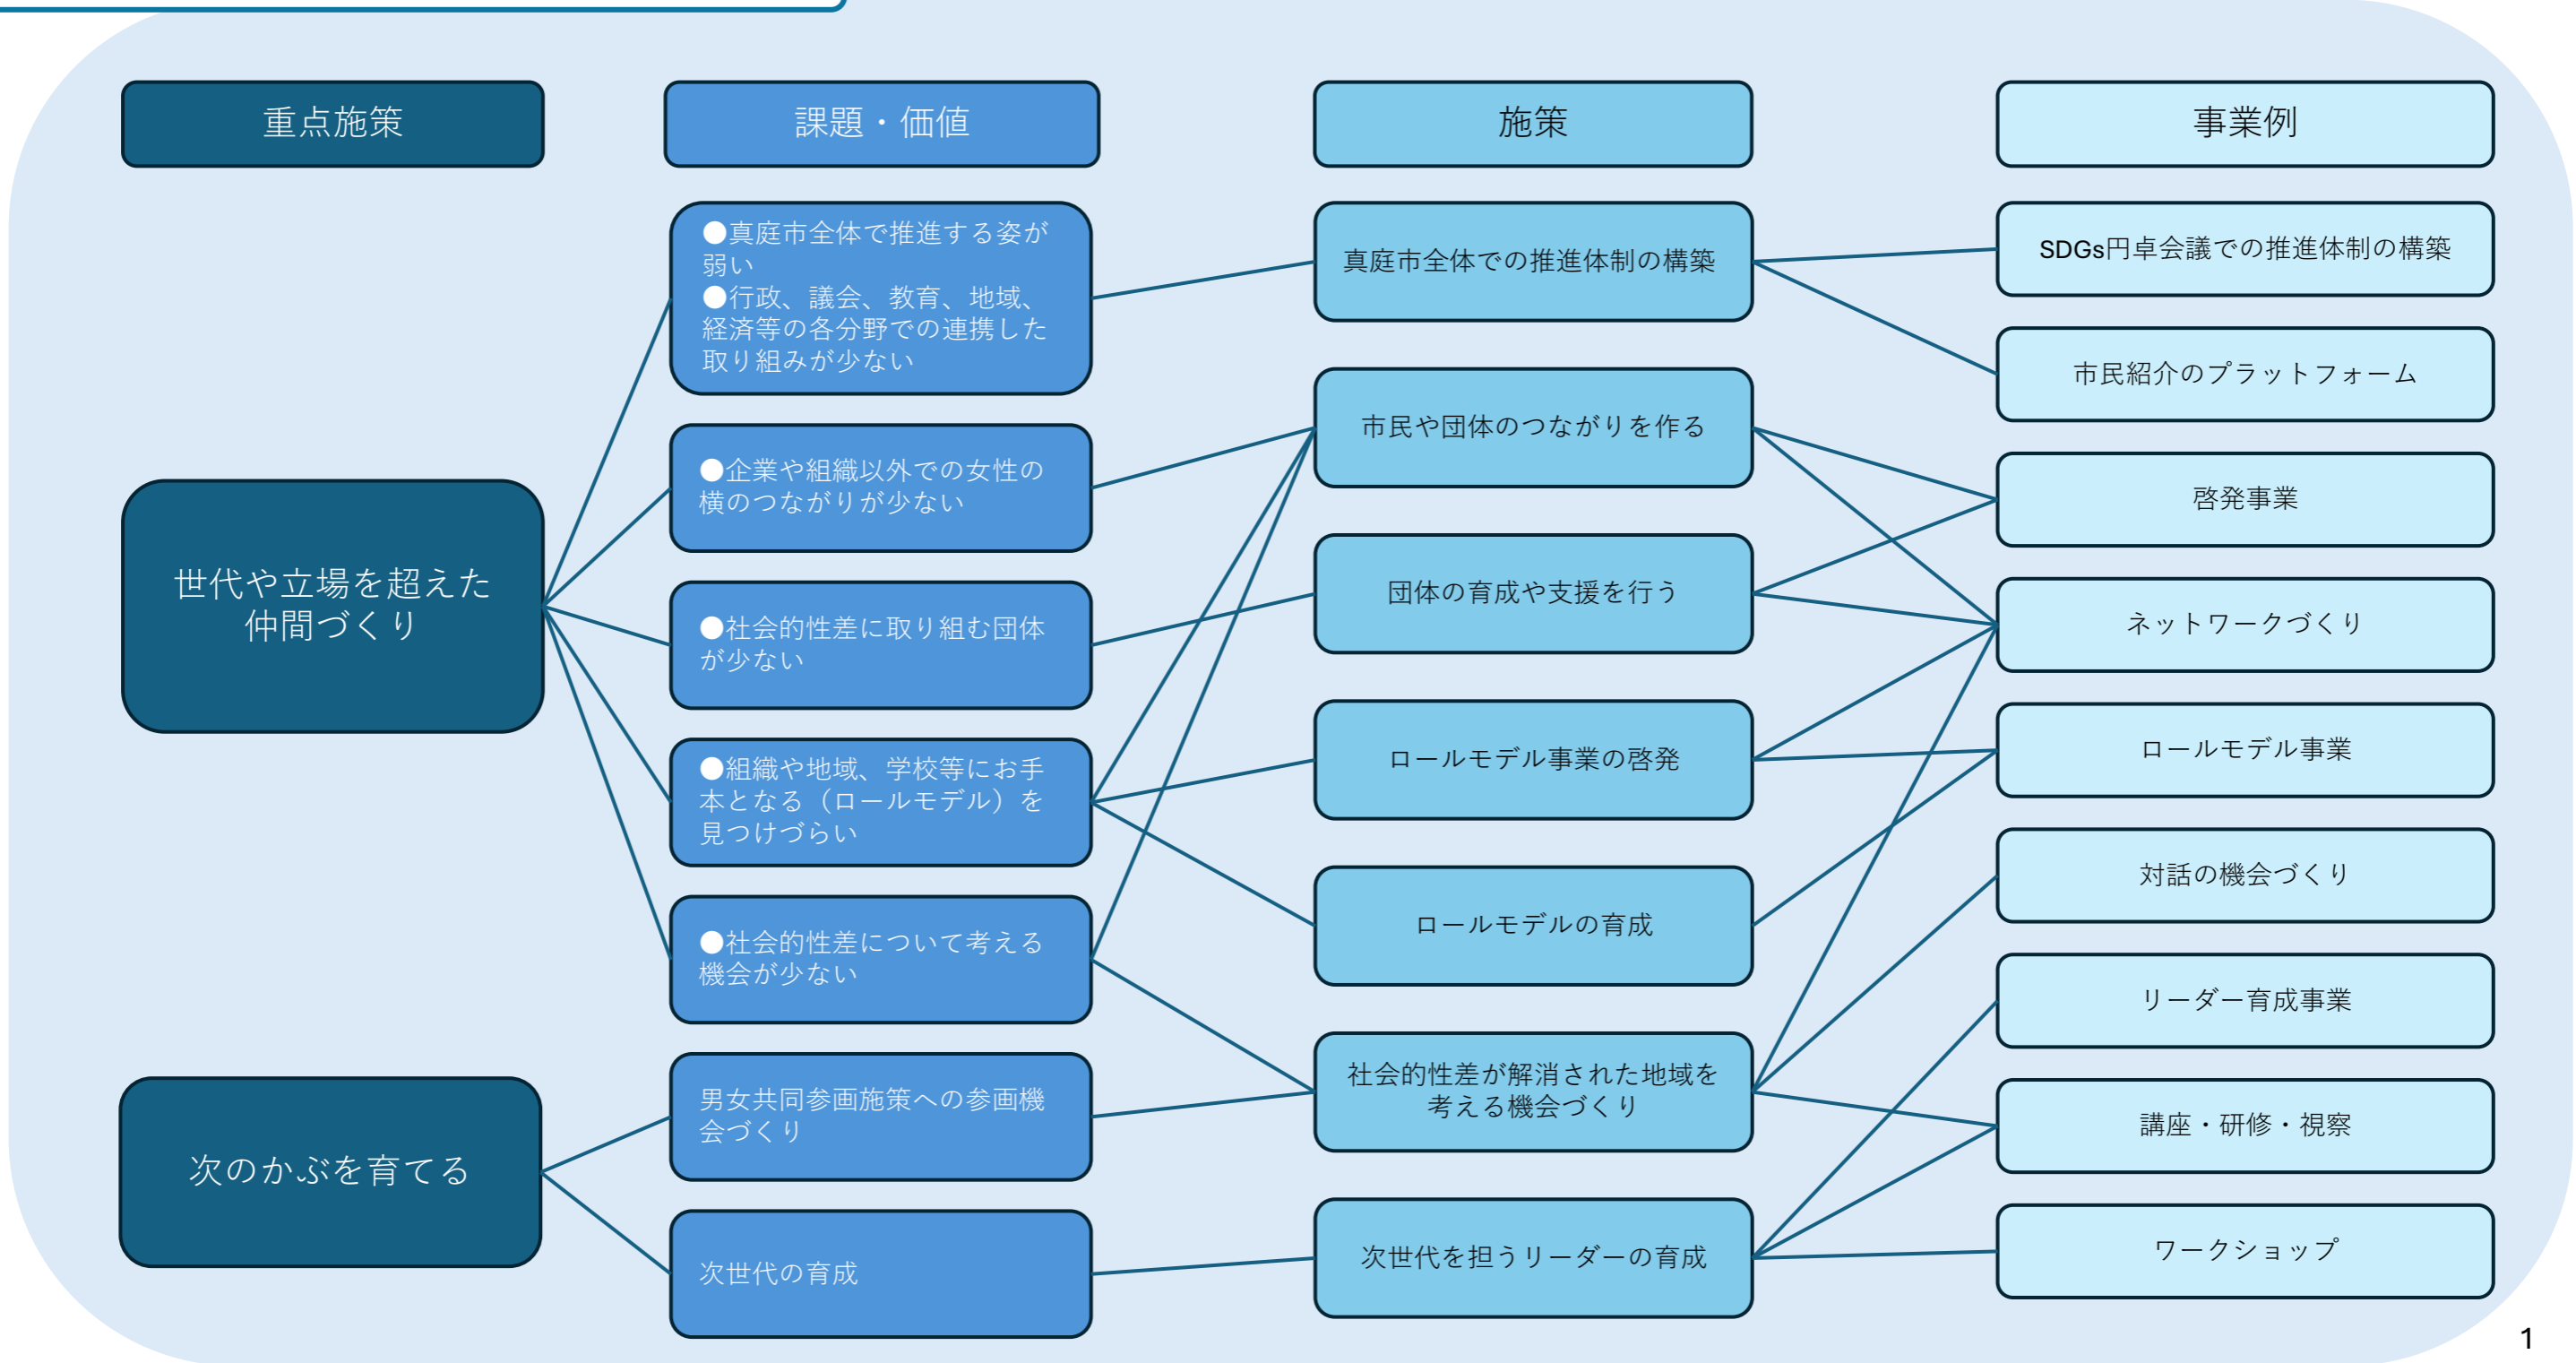 重点施策
課題・価値
施策
事業例
世代や立場を超えた
仲間づくり
次のかぶを育てる
●真庭市全体で推進する姿が
弱い
●行政、議会、教育、地域、
経済等の各分野での連携した
取り組みが少ない
●企業や組織以外での女性の
横のつながりが少ない
●社会的性差に取り組む団体
が少ない
●組織や地域、学校等にお手
本となる（ロールモデル）を
見つけづらい
●社会的性差について考える
機会が少ない
男女共同参画施策への参画機
会づくり
次世代の育成
真庭市全体での推進体制の構築
市民や団体のつながりを作る
団体の育成や支援を行う
ロールモデル事業の啓発
ロールモデルの育成
社会的性差が解消された地域を
考える機会づくり
次世代を担うリーダーの育成
SDGs円卓会議での推進体制の構築
市民紹介のプラットフォーム
啓発事業
ネットワークづくり
ロールモデル事業
対話の機会づくり
リーダー育成事業
講座・研修・視察
ワークショップ
1